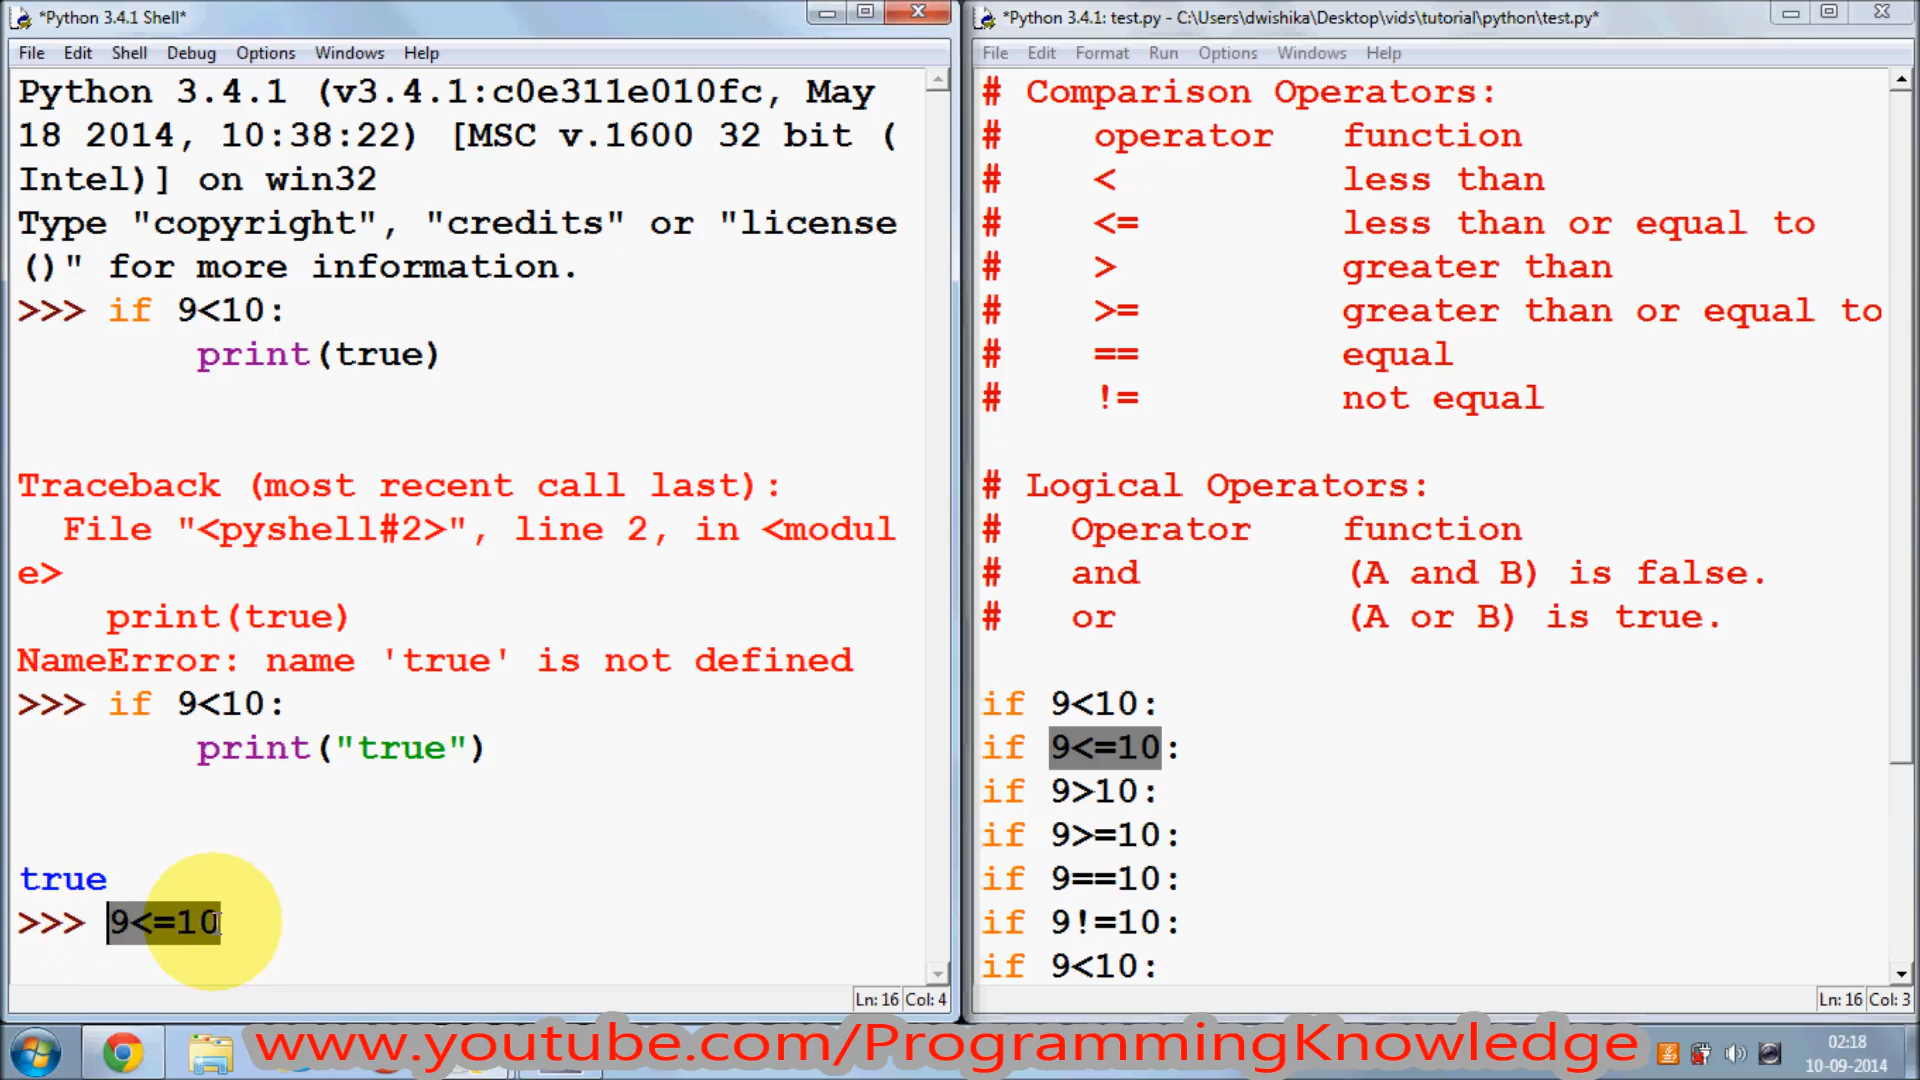 *Python 3.4.1 Shell*
File Edit Shell Debug Options Windows Help
Python 3.4.1 (v3.4.1:c0e311e010fc, May
18 2014, 10:38:22) [MSC v.1600 32 bit (
Intel)] on win32
Type "copyright", "credits" or "license
()" for more information.
>>> if 9<10:
print(true)
Traceback (most recent call last):
File "<pyshell#2>", line 2, in <modul
e>
print(true)
NameError: name 'true' is not defined
>>> if 9<10:
print("true")
true
>>> 9<=10
Ln: 16 Col: 4
*Python 3.4.1: test.py - C:\Users\dwishika\Desktop\vids\tutorial\python\test.py*
File Edit Format Run Options Windows Help
# Comparison Operators:
# operator function
# < less than
# <= less than or equal to
# > greater than
# >= greater than or equal to
# == equal
# != not equal
# Logical Operators:
# Operator function
# and (A and B) is false.
# or (A or B) is true.
if 9<10:
if 9<=10:
if 9>10:
if 9>=10:
if 9==10:
if 9!=10:
if 9<10:
Ln: 16 Col: 3
www.youtube.com/ProgrammingKnowledge
02:18
10-09-2014